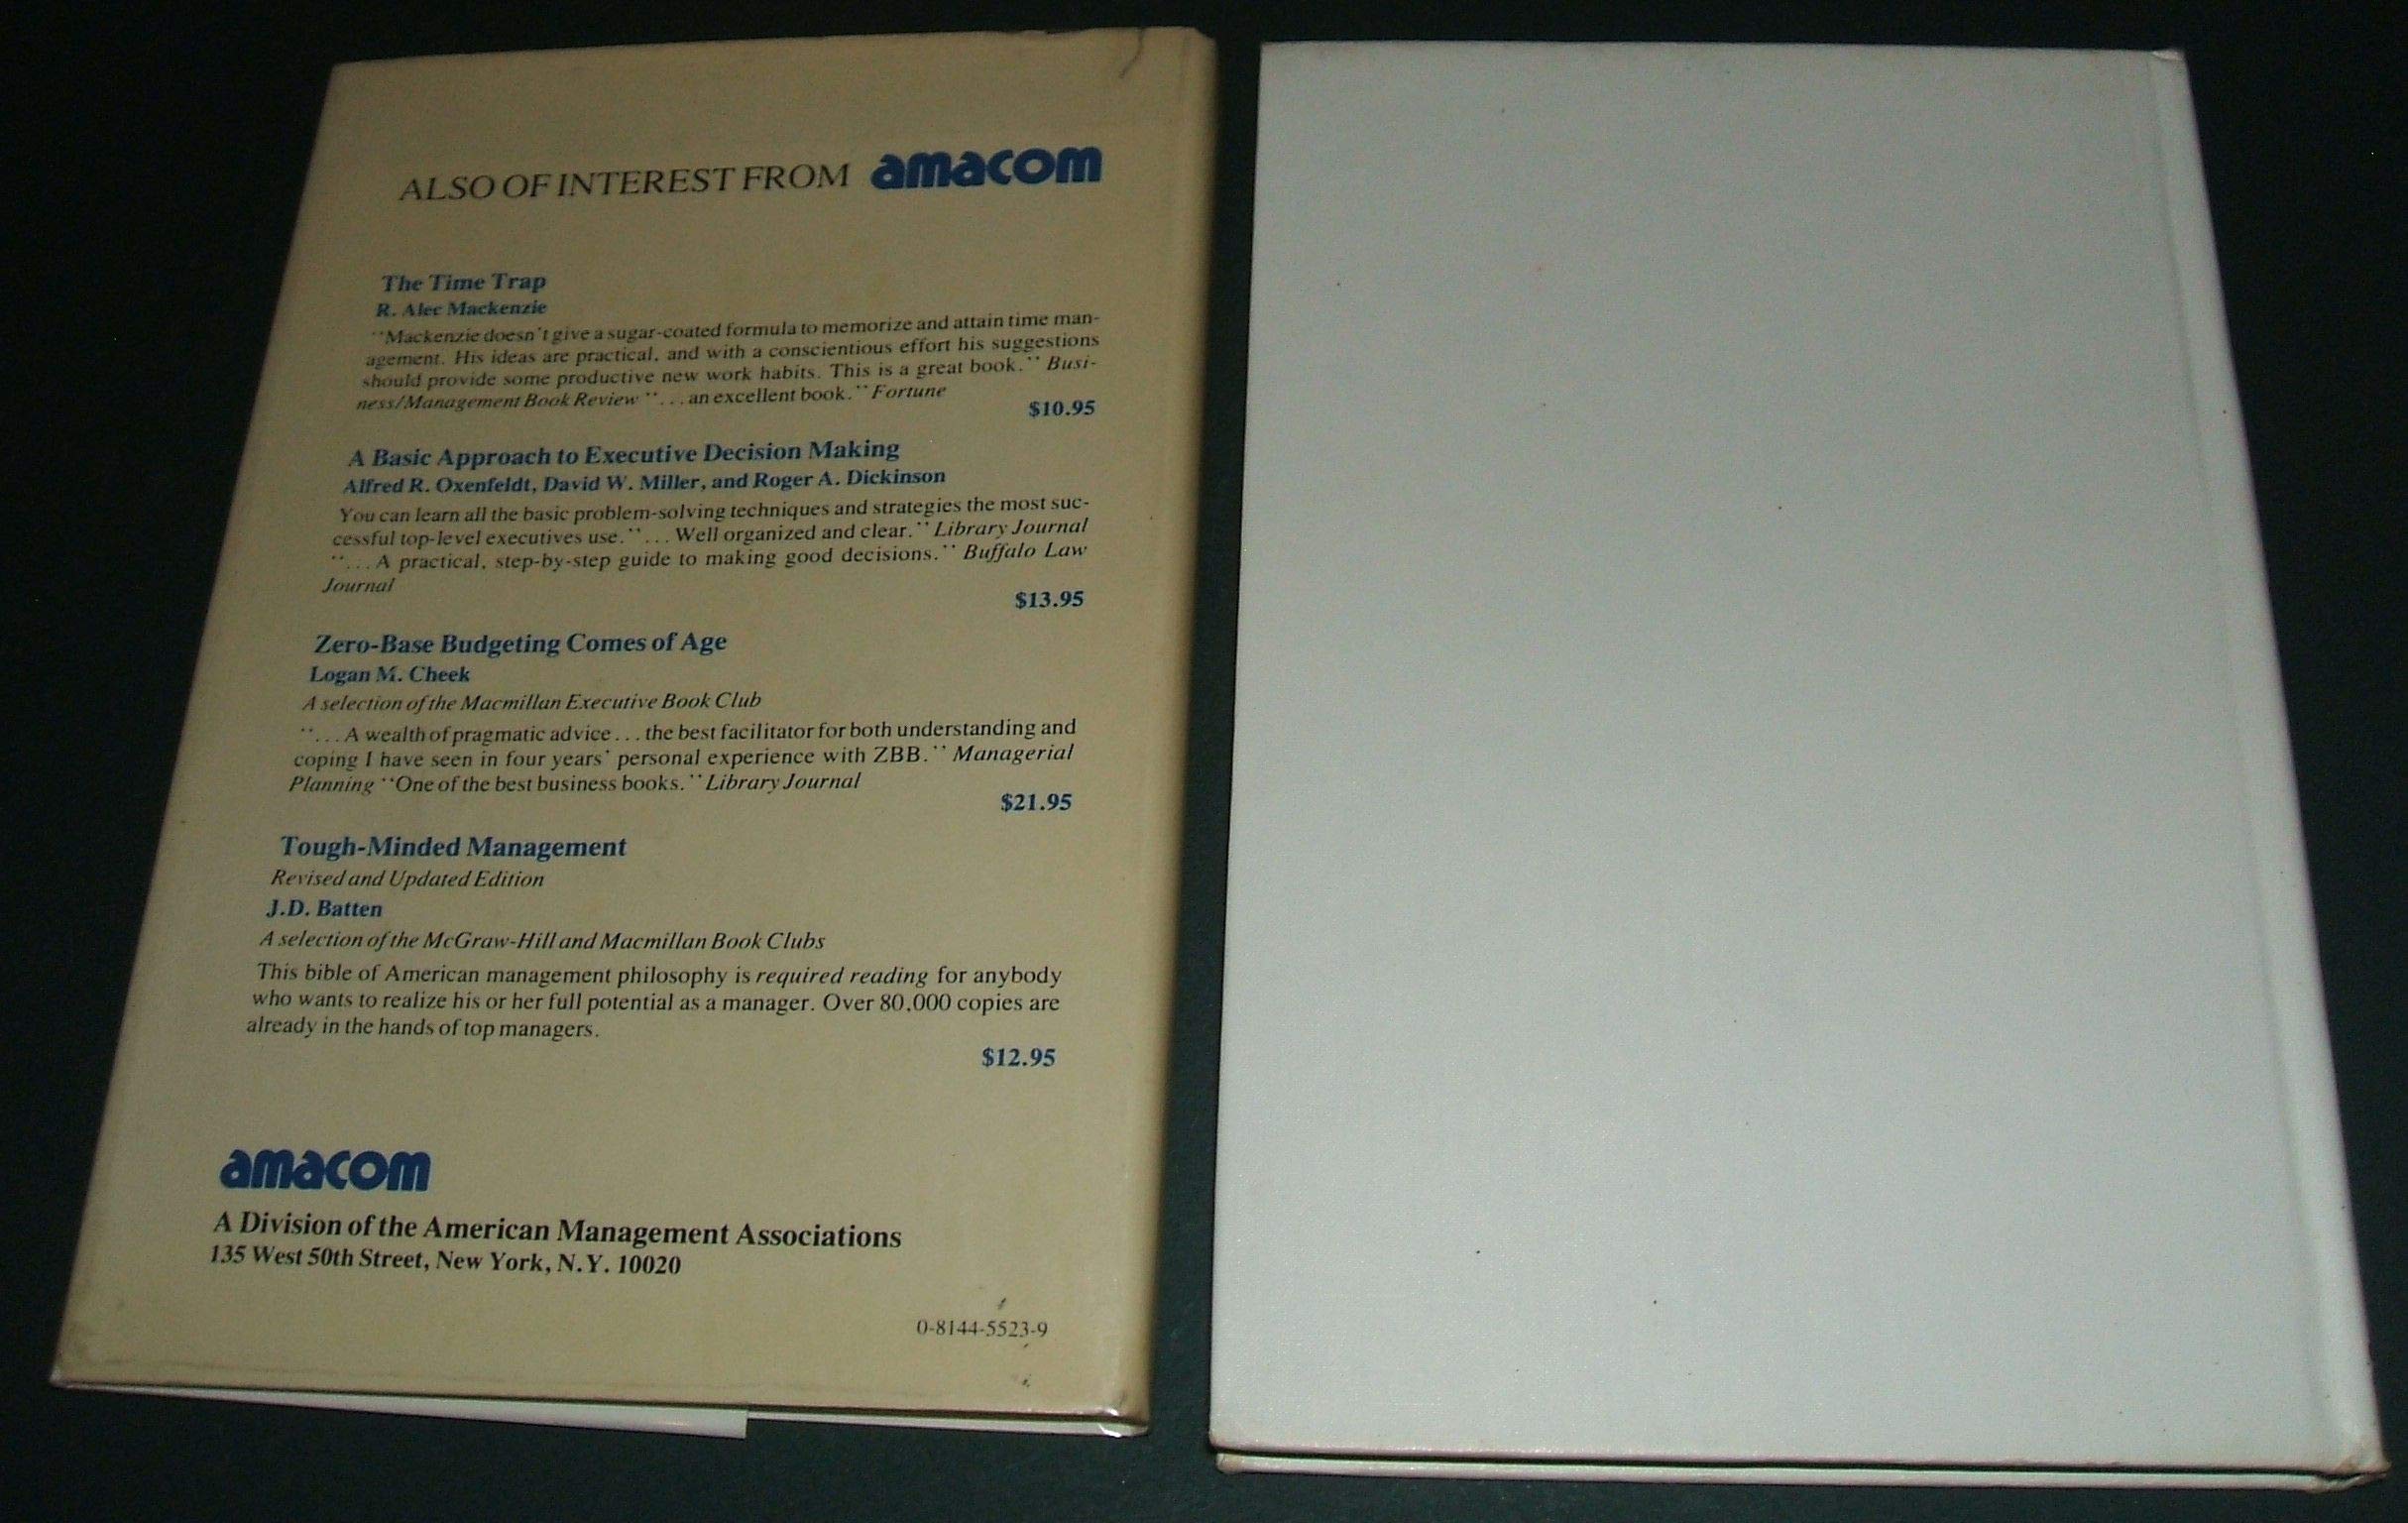 ALSO OF INTEREST FROM amacom
The Time Trap
R. Alec Mackenzie
"Mackenzie doesn't give a sugar-coated formula to memorize and attain time man-
agement. His ideas are practical, and with a conscientious effort his suggestions
should provide some productive new work habits. This is a great book." Busi-
ness/Management Book Review "... an excellent book." Fortune
$10.95
A Basic Approach to Executive Decision Making
Alfred R. Oxenfeldt, David W. Miller, and Roger A. Dickinson
You can learn all the basic problem-solving techniques and strategies the most suc-
cessful top-level executives use. "... Well organized and clear." Library Journal
"... A practical, step-by-step guide to making good decisions." Buffalo Law
Journal
$13.95
Zero-Base Budgeting Comes of Age
Logan M. Cheek
A selection of the Macmillan Executive Book Club
"... A wealth of pragmatic advice ... the best facilitator for both understanding and
coping I have seen in four years' personal experience with ZBB." Managerial
Planning "One of the best business books." Library Journal
$21.95
Tough-Minded Management
Revised and Updated Edition
J.D. Batten
A selection of the McGraw-Hill and Macmillan Book Clubs
This bible of American management philosophy is required reading for anybody
who wants to realize his or her full potential as a manager. Over 80,000 copies are
already in the hands of top managers.
$12.95
amacom
A Division of the American Management Associations
135 West 50th Street, New York, N.Y. 10020
0-8144-5523-9